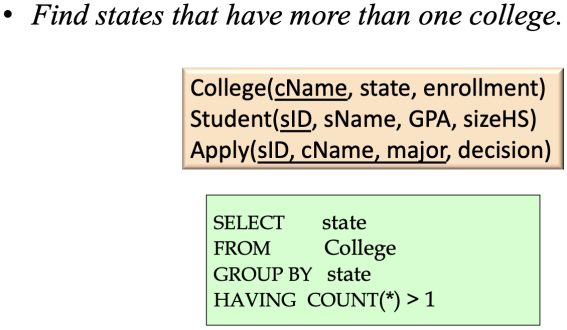 • Find states that have more than one college.
College(cName, state, enrollment)
Student(sID, sName, GPA, sizeHS)
Apply(sID, cName, major, decision)
SELECT state
FROM College
GROUP BY state
HAVING COUNT(*) > 1